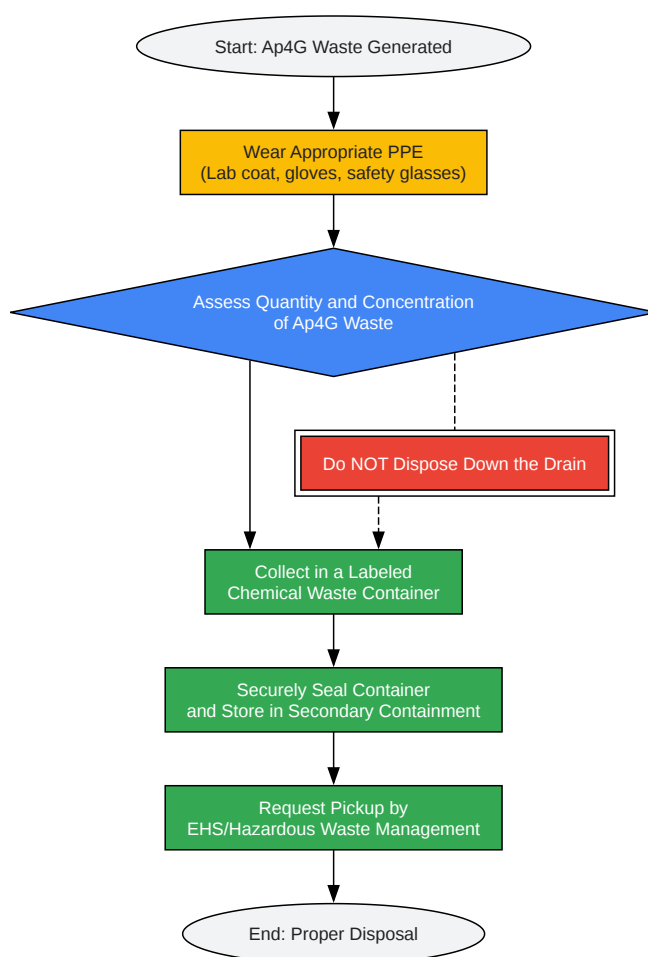 Start: Ap4G Waste Generated
Wear Appropriate PPE
(Lab coat, gloves, safety glasses)
Assess Quantity and Concentration
of Ap4G Waste
Do NOT Dispose Down the Drain
Collect in a Labeled
Chemical Waste Container
Securely Seal Container
and Store in Secondary Containment
Request Pickup by
EHS/Hazardous Waste Management
End: Proper Disposal